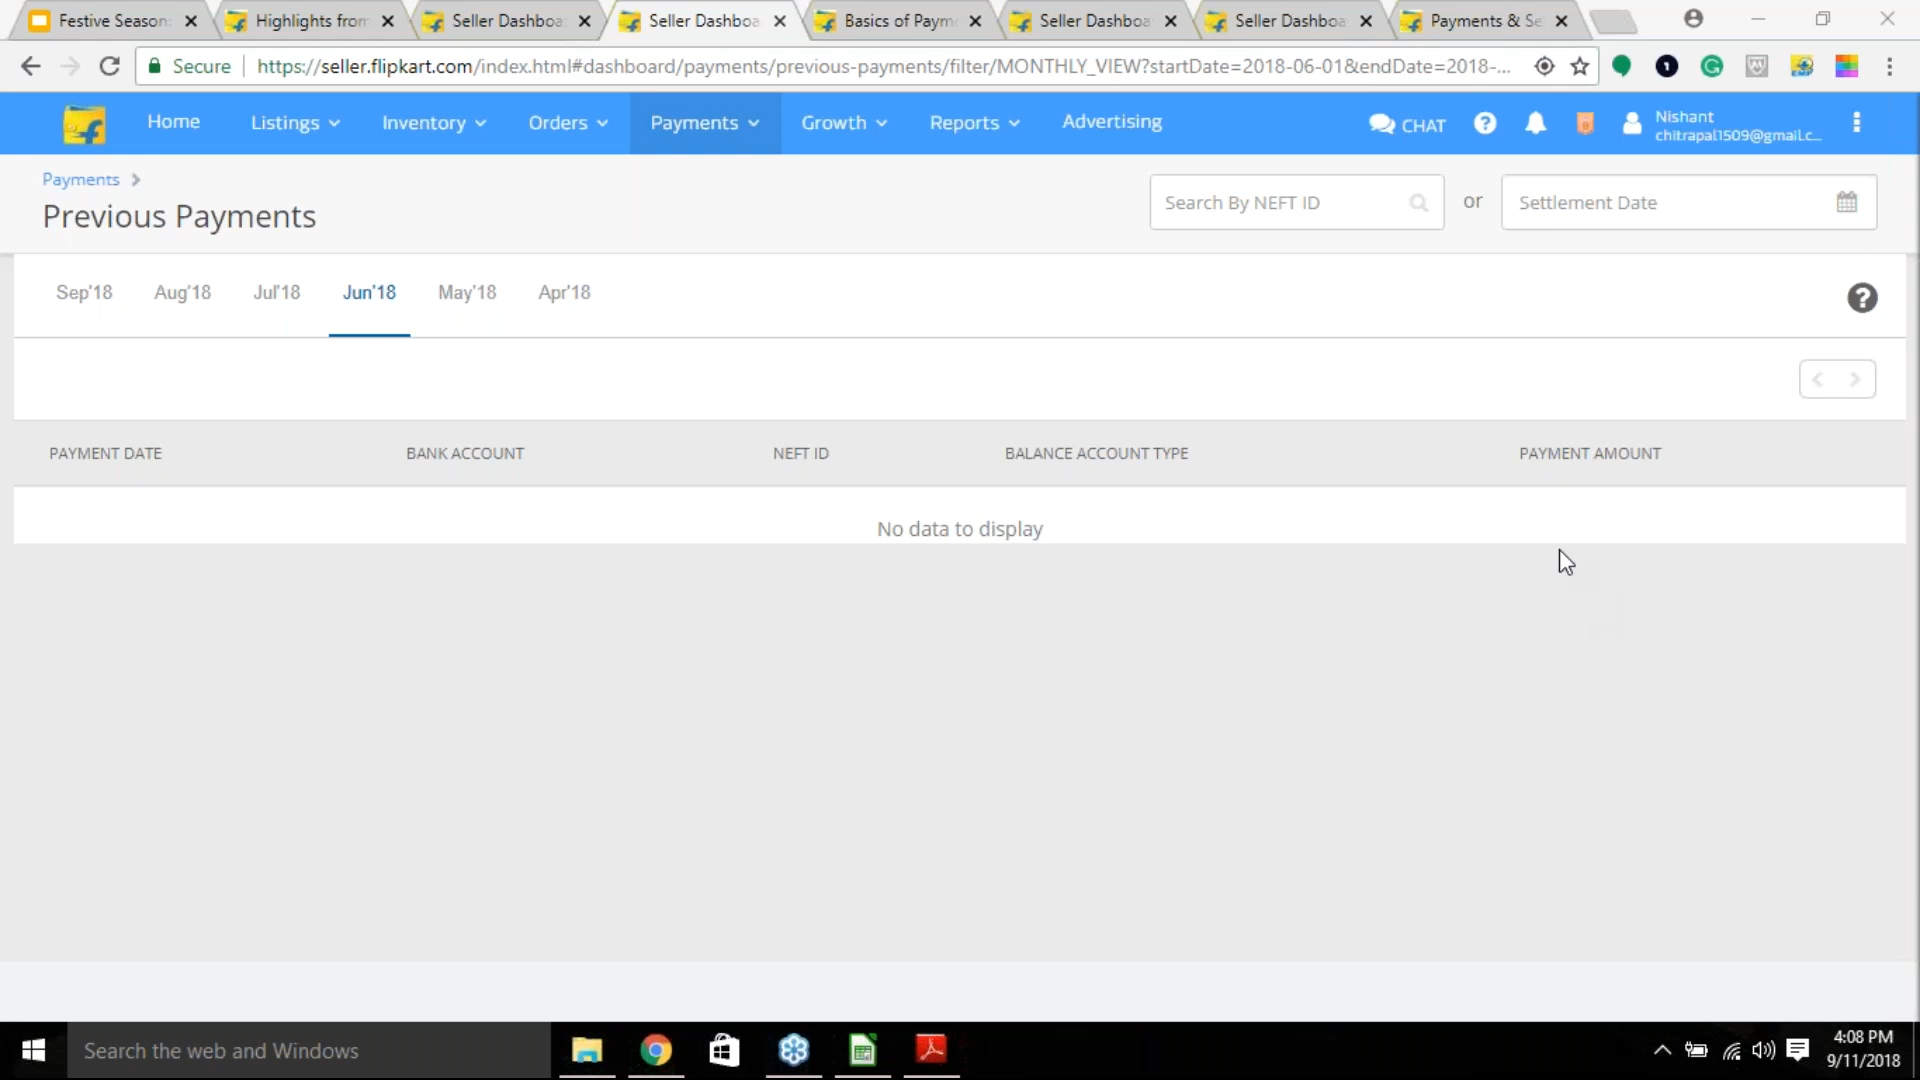 Festive Season:
Highlights from
Seller Dashboa
Seller Dashboa
Basics of Paym
Seller Dashboa
Seller Dashboa
Payments & Se
Secure
https://seller.flipkart.com/index.html#dashboard/payments/previous-payments/filter/MONTHLY_VIEW?startDate=2018-06-01&endDate=2018-...
Home
Listings
Inventory
Orders
Payments
Growth
Reports
Advertising
CHAT
Nishant
chitrapal1509@gmail.c...
Payments
Previous Payments
Search By NEFT ID
or
Settlement Date
Sep'18
Aug'18
Jul'18
Jun'18
May'18
Apr'18
PAYMENT DATE
BANK ACCOUNT
NEFT ID
BALANCE ACCOUNT TYPE
PAYMENT AMOUNT
No data to display
Search the web and Windows
4:08 PM
9/11/2018